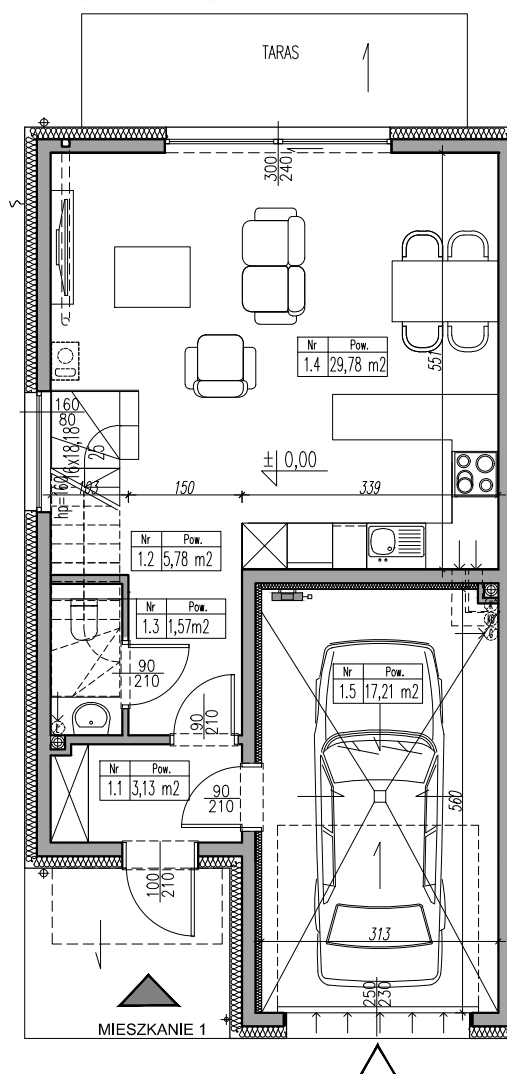 TARAS
300
240
Nr Pow.
1.4 29,78 m2
551
160
80
16x18,18
25
hp=160
± 0,00
163
150
339
Nr Pow.
1.2 5,78 m2
Nr Pow.
1.3 1,57m2
90
210
Nr Pow.
1.5 17,21 m2
90
210
Nr Pow.
1.1 3,13 m2
90
210
560
100
210
313
250
230
MIESZKANIE 1